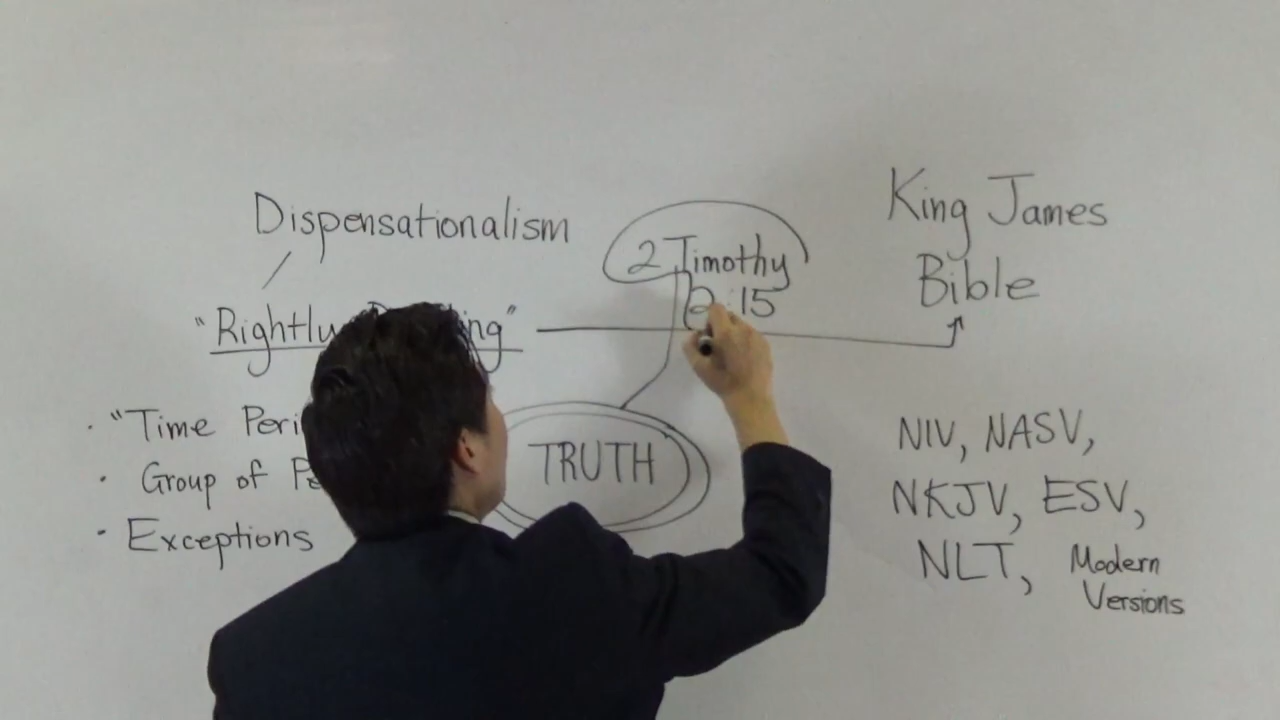 Dispensationalism
"Rightly ing"
· "Time
· Group of
· Exceptions
2 Timothy
2:15
TRUTH
King James
Bible
NIV, NASV,
NKJV, ESV,
NLT, Modern
Versions